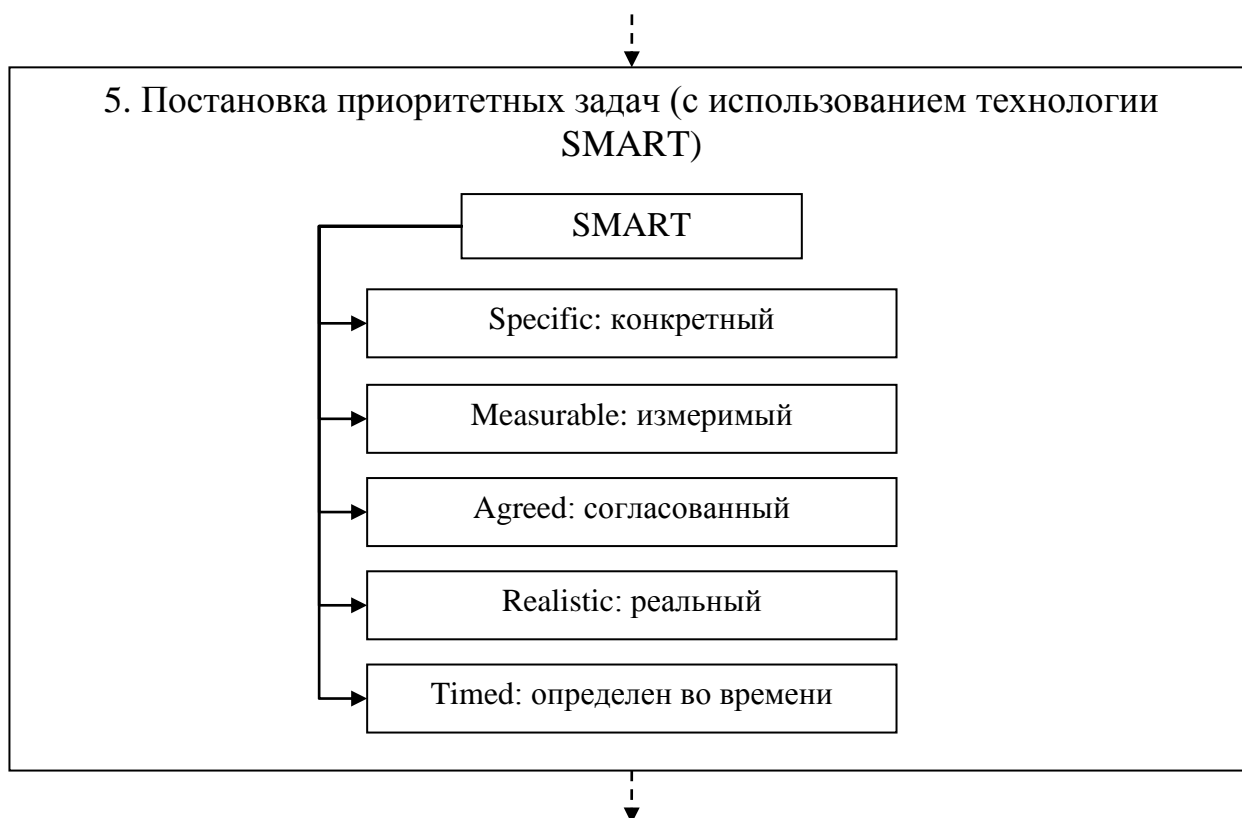 5. Постановка приоритетных задач (с использованием технологии
SMART)
SMART
Specific: конкретный
Measurable: измеримый
Agreed: согласованный
Realistic: реальный
Timed: определен во времени